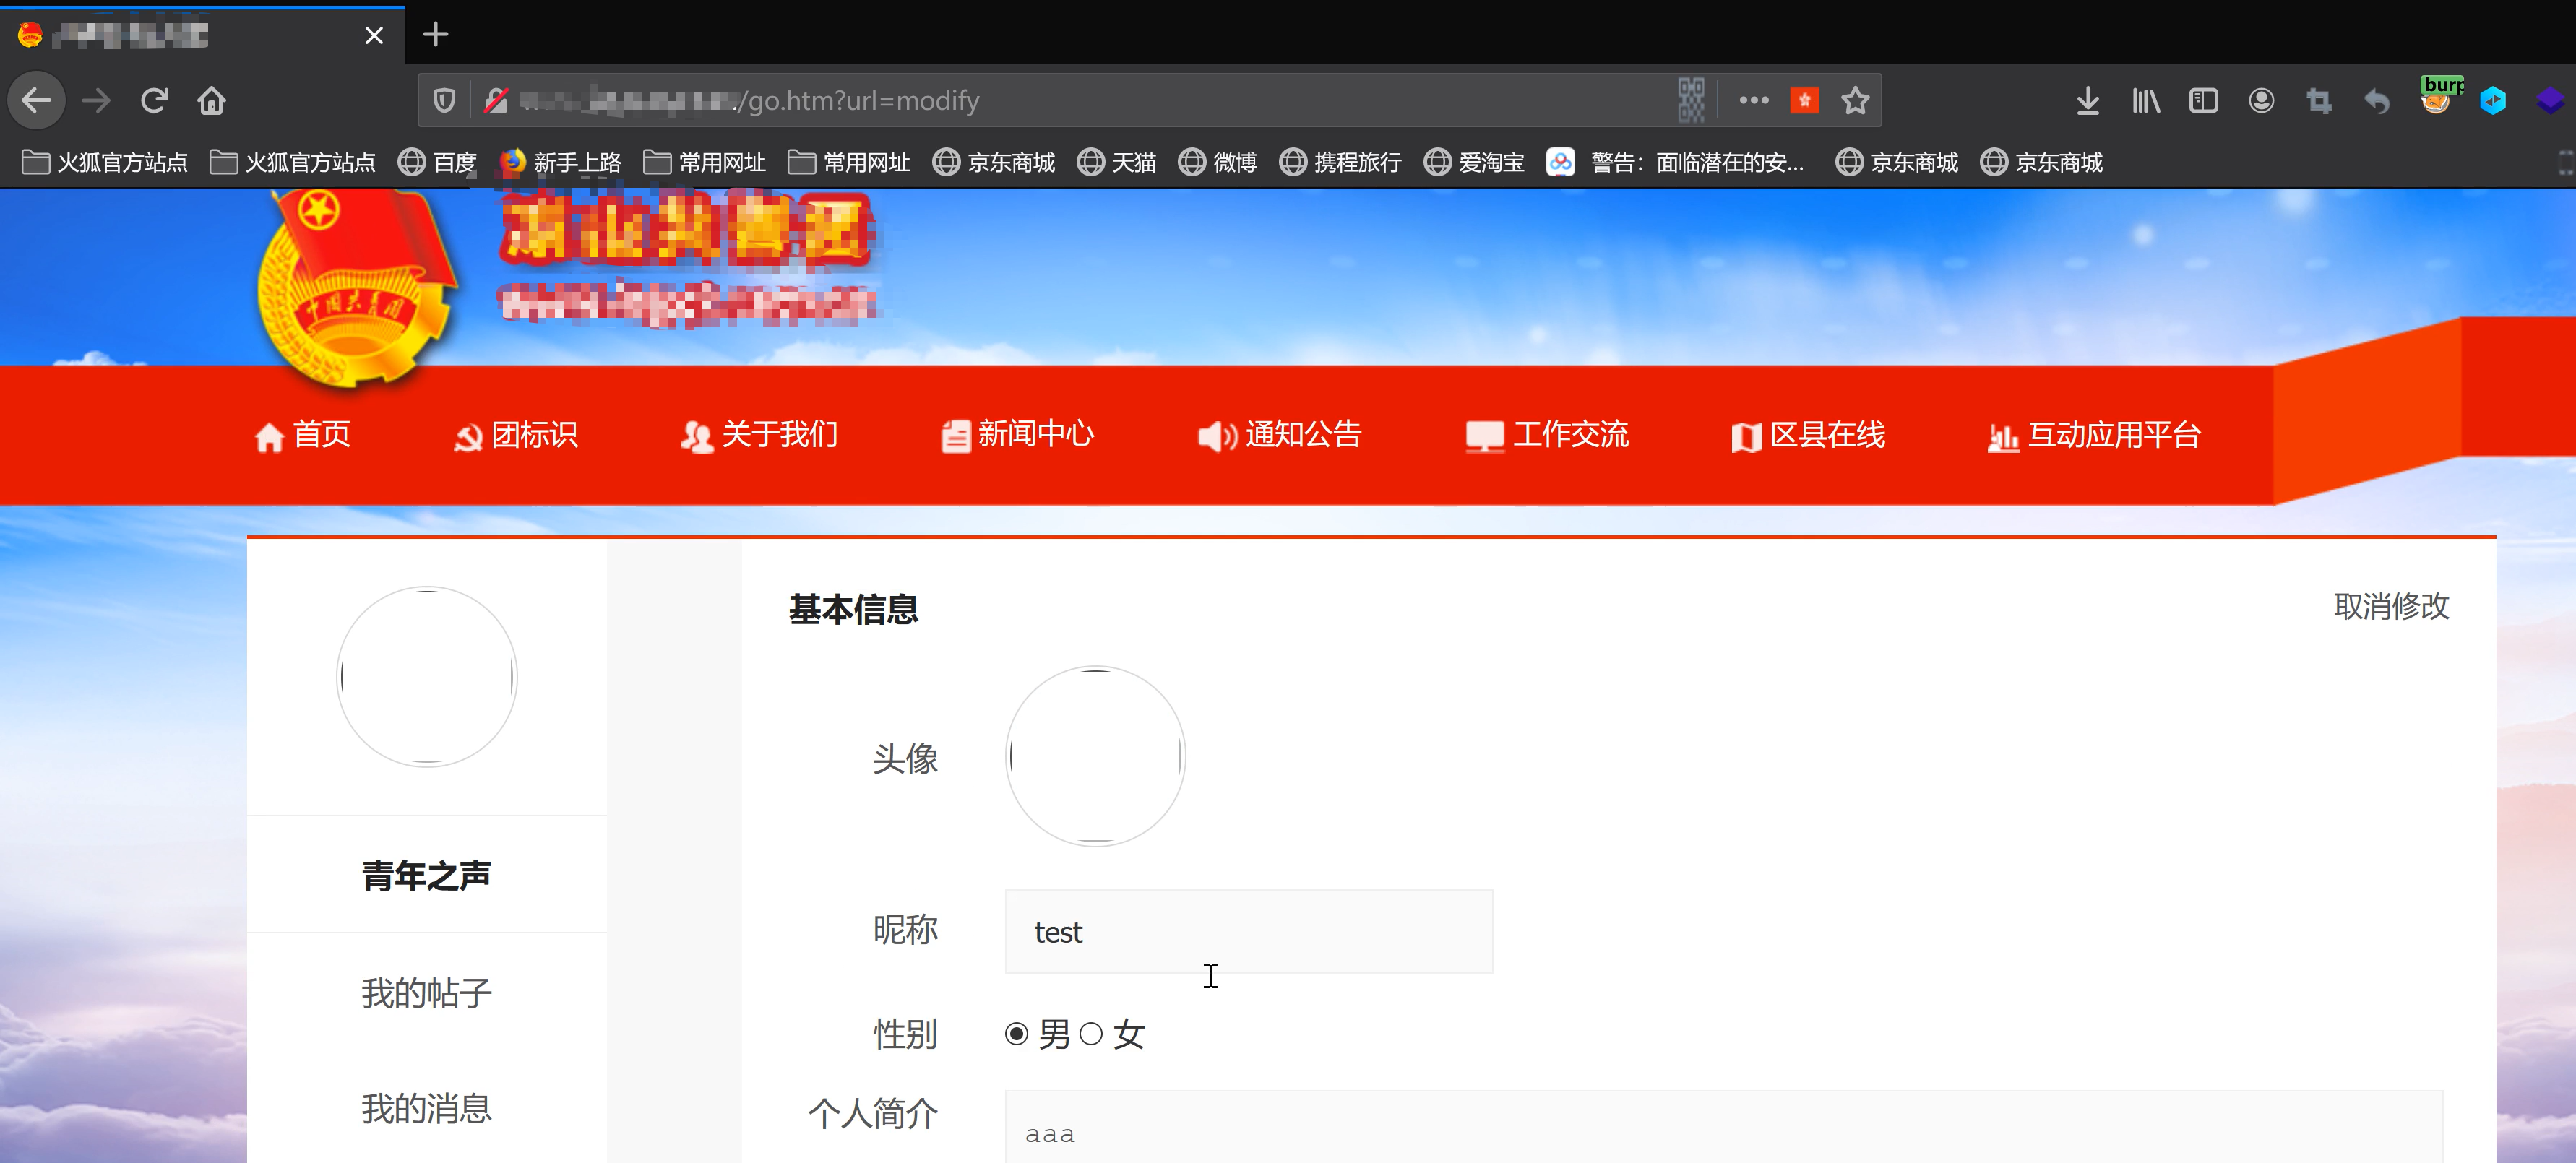 /go.htm?url=modify
burp
火狐官方站点 火狐官方站点 百度 新手上路 常用网址 常用网址 京东商城 天猫 微博 携程旅行 爱淘宝 警告：面临潜在的安... 京东商城 京东商城
中国共青团
首页 团标识 关于我们 新闻中心 通知公告 工作交流 区县在线 互动应用平台
基本信息 取消修改
头像
青年之声
昵称 test
我的帖子
性别 男 女
我的消息
个人简介 aaa